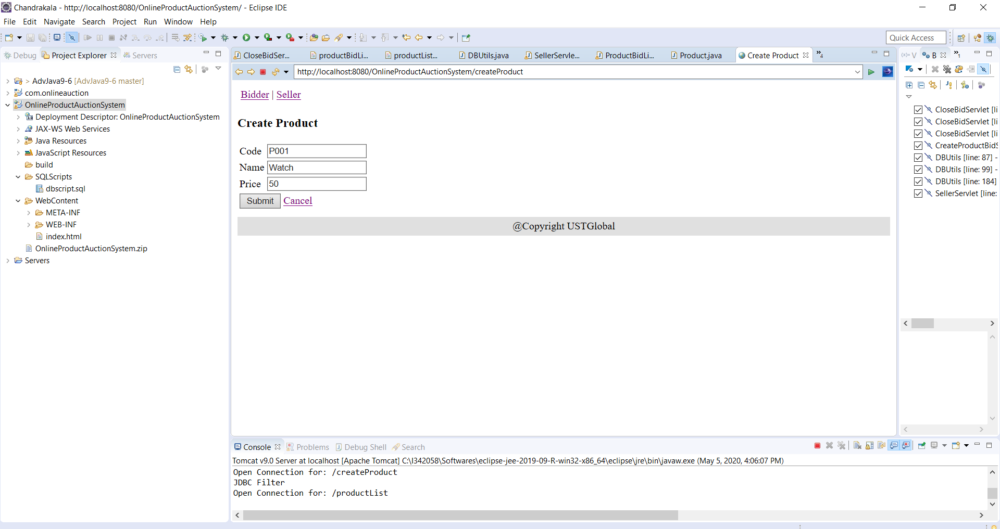 Chandrakala - http://localhost:8080/OnlineProductAuctionSystem/ - Eclipse IDE
File Edit Navigate Search Project Run Window Help
Quick Access
Debug Project Explorer Servers
> AdvJava9-6 [AdvJava9-6 master]
com.onlineauction
OnlineProductAuctionSystem
Deployment Descriptor: OnlineProductAuctionSystem
JAX-WS Web Services
Java Resources
JavaScript Resources
build
SQLScripts
dbscript.sql
WebContent
META-INF
WEB-INF
index.html
OnlineProductAuctionSystem.zip
Servers
CloseBidSer... productBidLi... productList... DBUtils.java SellerServle... ProductBidLi... Product.java Create Product »4
http://localhost:8080/OnlineProductAuctionSystem/createProduct
Bidder | Seller
Create Product
Code P001
Name Watch
Price 50
Submit Cancel
@Copyright USTGlobal
(x)= V B »1
CloseBidServlet [li
CloseBidServlet [li
CloseBidServlet [li
CreateProductBidS
DBUtils [line: 87] -
DBUtils [line: 99] -
DBUtils [line: 184]
SellerServlet [line:
Console Problems Debug Shell Search
Tomcat v9.0 Server at localhost [Apache Tomcat] C:\I342058\Softwares\eclipse-jee-2019-09-R-win32-x86_64\eclipse\jre\bin\javaw.exe (May 5, 2020, 4:06:07 PM)
Open Connection for: /createProduct
JDBC Filter
Open Connection for: /productList